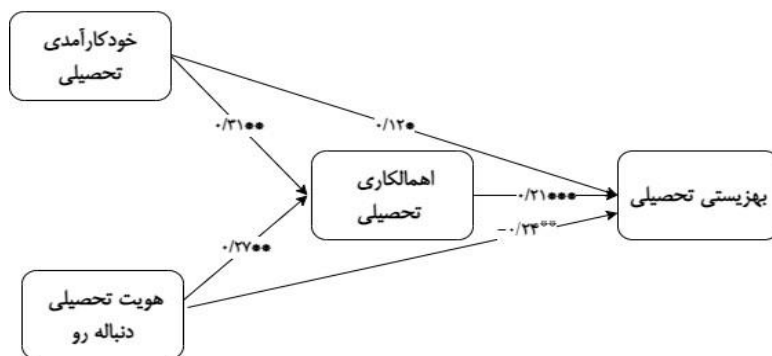 خودکارآمدی
تحصیلی
۰/۳۱**
۰/۱۲*
اهمالکاری
تحصیلی
۰/۲۱***
بهزیستی تحصیلی
-۰/۲۴**
۰/۲۷**
هویت تحصیلی
دنباله رو